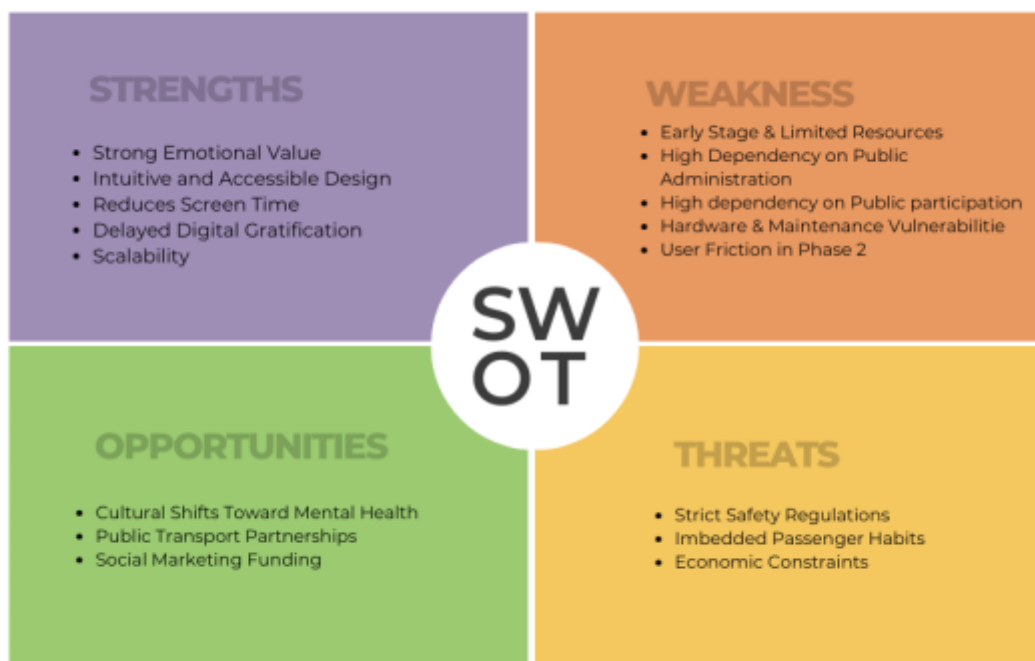 STRENGTHS
• Strong Emotional Value
• Intuitive and Accessible Design
• Reduces Screen Time
• Delayed Digital Gratification
• Scalability
WEAKNESS
• Early Stage & Limited Resources
• High Dependency on Public
Administration
• High dependency on Public participation
• Hardware & Maintenance Vulnerabilitie
• User Friction in Phase 2
SW
OT
OPPORTUNITIES
• Cultural Shifts Toward Mental Health
• Public Transport Partnerships
• Social Marketing Funding
THREATS
• Strict Safety Regulations
• Imbedded Passenger Habits
• Economic Constraints